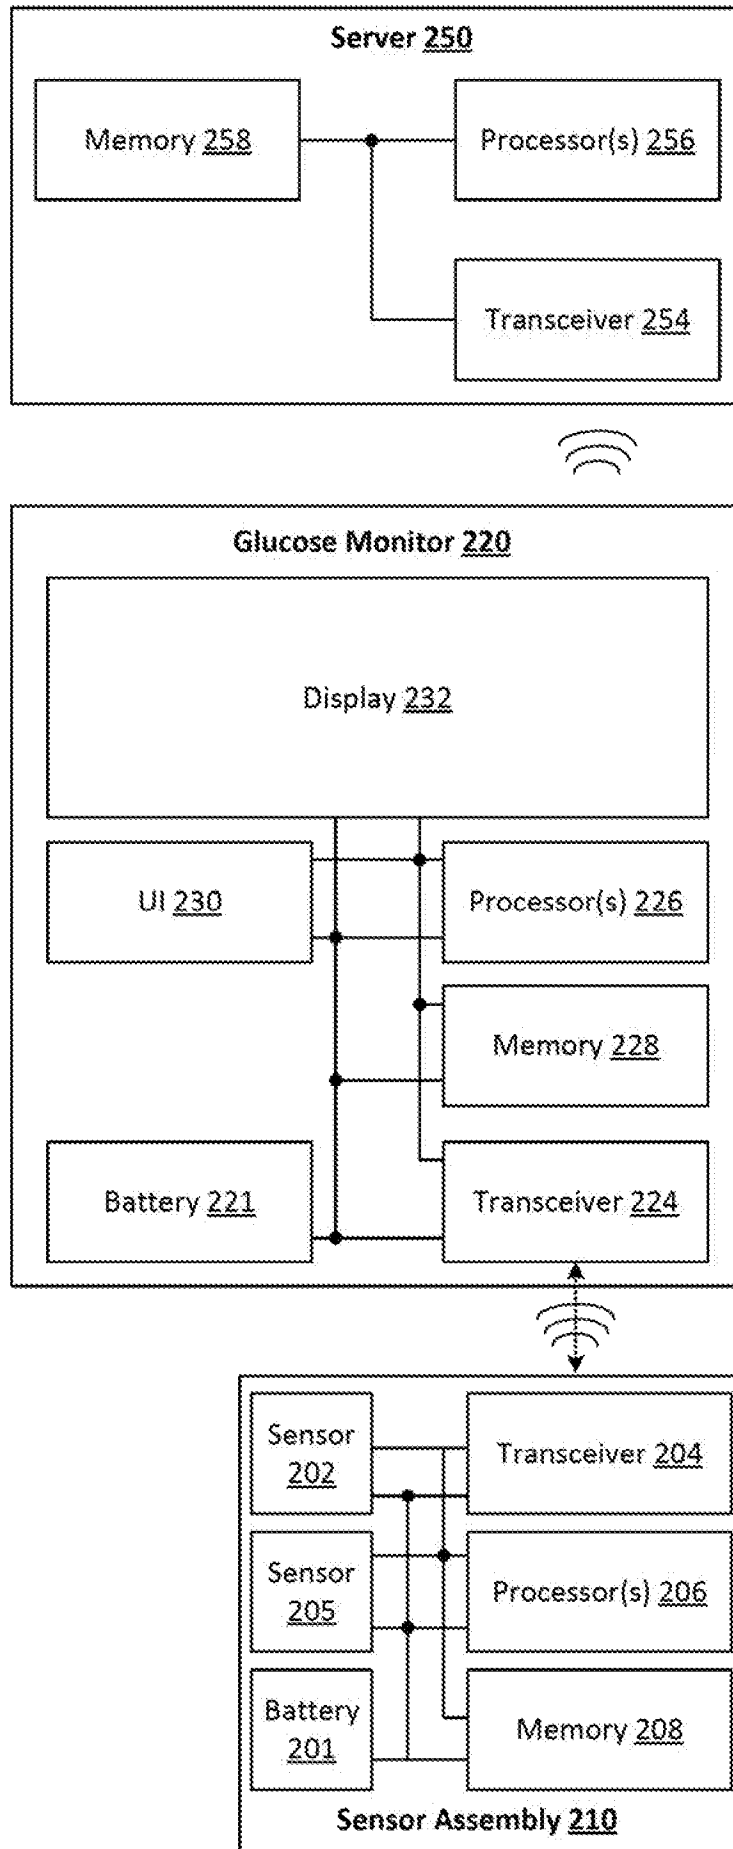 Server 250
Memory 258
Processor(s) 256
Transceiver 254
Glucose Monitor 220
Display 232
UI 230
Processor(s) 226
Memory 228
Battery 221
Transceiver 224
Sensor
202
Transceiver 204
Sensor
205
Processor(s) 206
Battery
201
Memory 208
Sensor Assembly 210